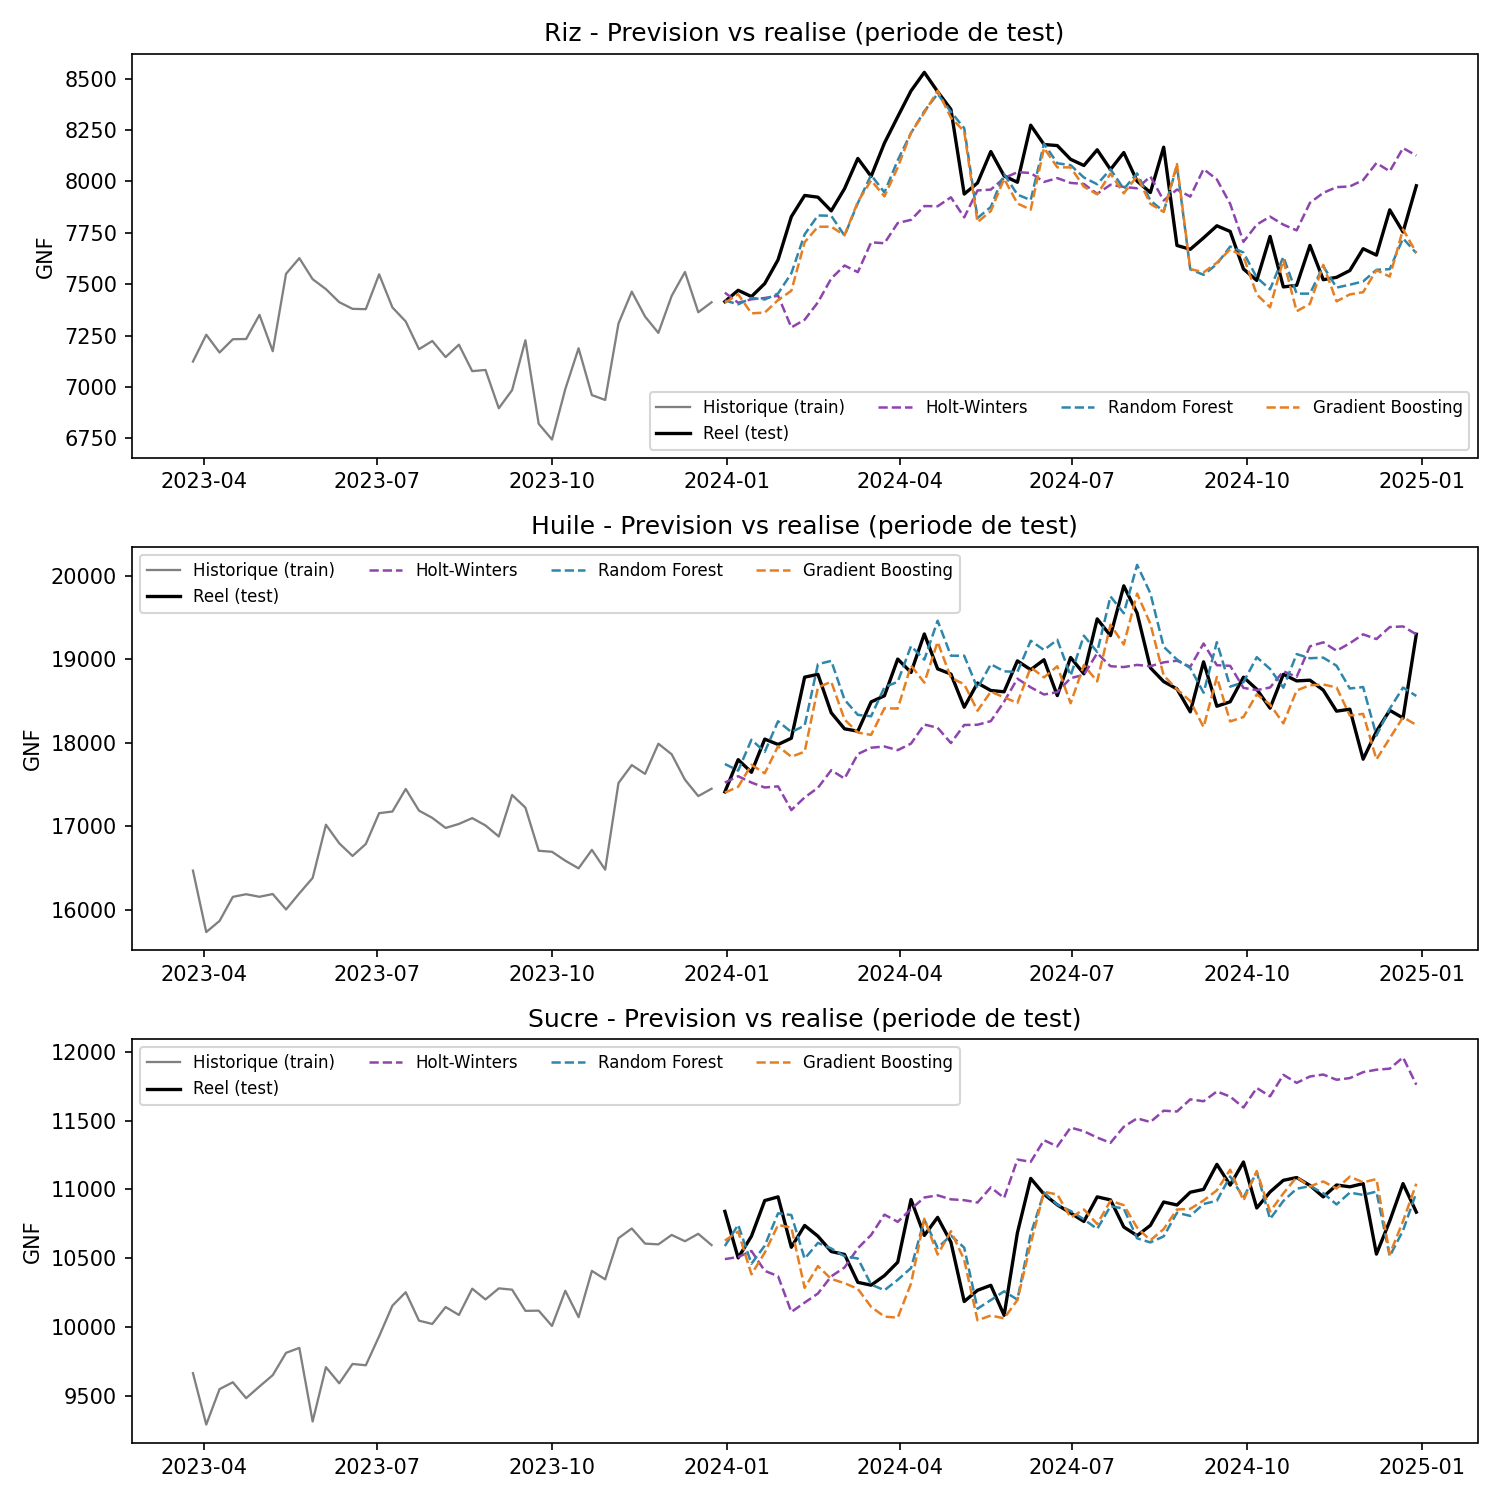 Riz - Prevision vs realise (periode de test)
8500
8250
8000
7750
7500
7250
7000
6750
GNF
Historique (train) Holt-Winters Random Forest Gradient Boosting
Reel (test)
2023-04 2023-07 2023-10 2024-01 2024-04 2024-07 2024-10 2025-01
Huile - Prevision vs realise (periode de test)
Historique (train) Holt-Winters Random Forest Gradient Boosting
Reel (test)
20000
19000
18000
17000
16000
GNF
2023-04 2023-07 2023-10 2024-01 2024-04 2024-07 2024-10 2025-01
Sucre - Prevision vs realise (periode de test)
Historique (train) Holt-Winters Random Forest Gradient Boosting
Reel (test)
12000
11500
11000
10500
10000
9500
GNF
2023-04 2023-07 2023-10 2024-01 2024-04 2024-07 2024-10 2025-01